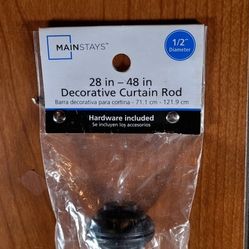 MAINSTAYS™
1/2"
Diameter
28 in – 48 in
Decorative Curtain Rod
Barra decorativa para cortina - 71.1 cm - 121.9 cm
Hardware included
Se incluyen los accesorios